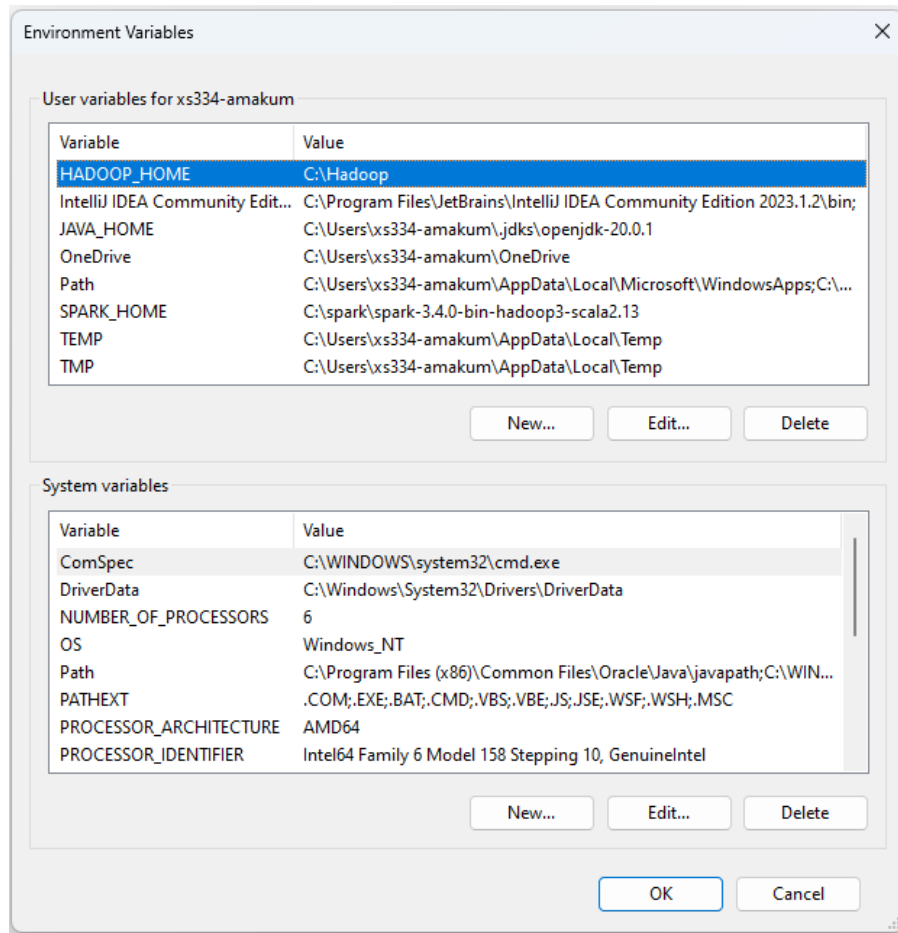 Environment Variables
User variables for xs334-amakum
Variable Value
HADOOP_HOME C:\Hadoop
IntelliJ IDEA Community Edit... C:\Program Files\JetBrains\IntelliJ IDEA Community Edition 2023.1.2\bin;
JAVA_HOME C:\Users\xs334-amakum\.jdks\openjdk-20.0.1
OneDrive C:\Users\xs334-amakum\OneDrive
Path C:\Users\xs334-amakum\AppData\Local\Microsoft\WindowsApps;C:\...
SPARK_HOME C:\spark\spark-3.4.0-bin-hadoop3-scala2.13
TEMP C:\Users\xs334-amakum\AppData\Local\Temp
TMP C:\Users\xs334-amakum\AppData\Local\Temp
New... Edit... Delete
System variables
Variable Value
ComSpec C:\WINDOWS\system32\cmd.exe
DriverData C:\Windows\System32\Drivers\DriverData
NUMBER_OF_PROCESSORS 6
OS Windows_NT
Path C:\Program Files (x86)\Common Files\Oracle\Java\javapath;C:\WIN...
PATHEXT .COM;.EXE;.BAT;.CMD;.VBS;.VBE;.JS;.JSE;.WSF;.WSH;.MSC
PROCESSOR_ARCHITECTURE AMD64
PROCESSOR_IDENTIFIER Intel64 Family 6 Model 158 Stepping 10, GenuineIntel
New... Edit... Delete
OK Cancel